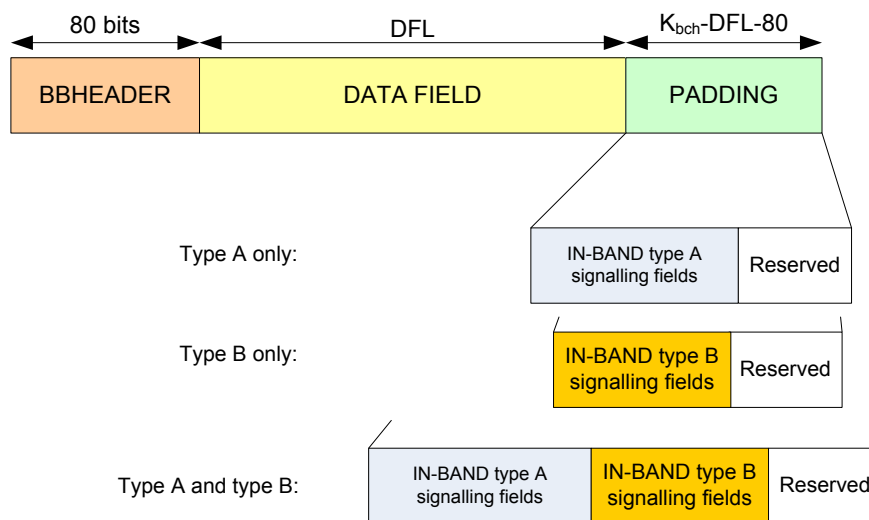 80 bits
DFL
Kbch-DFL-80
BBHEADER
DATA FIELD
PADDING
Type A only:
IN-BAND type A
signalling fields
Reserved
Type B only:
IN-BAND type B
signalling fields
Reserved
Type A and type B:
IN-BAND type A
signalling fields
IN-BAND type B
signalling fields
Reserved